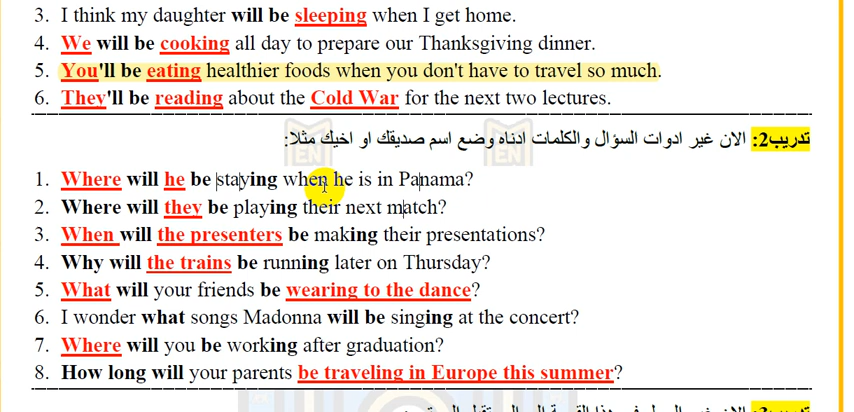 3. I think my daughter will be sleeping when I get home.
4. We will be cooking all day to prepare our Thanksgiving dinner.
5. You'll be eating healthier foods when you don't have to travel so much.
6. They'll be reading about the Cold War for the next two lectures.
تدريب2: الان غير ادوات السؤال والكلمات ادناه وضع اسم صديقك او اخيك مثلا:
1. Where will he be staying when he is in Panama?
2. Where will they be playing their next match?
3. When will the presenters be making their presentations?
4. Why will the trains be running later on Thursday?
5. What will your friends be wearing to the dance?
6. I wonder what songs Madonna will be singing at the concert?
7. Where will you be working after graduation?
8. How long will your parents be traveling in Europe this summer?